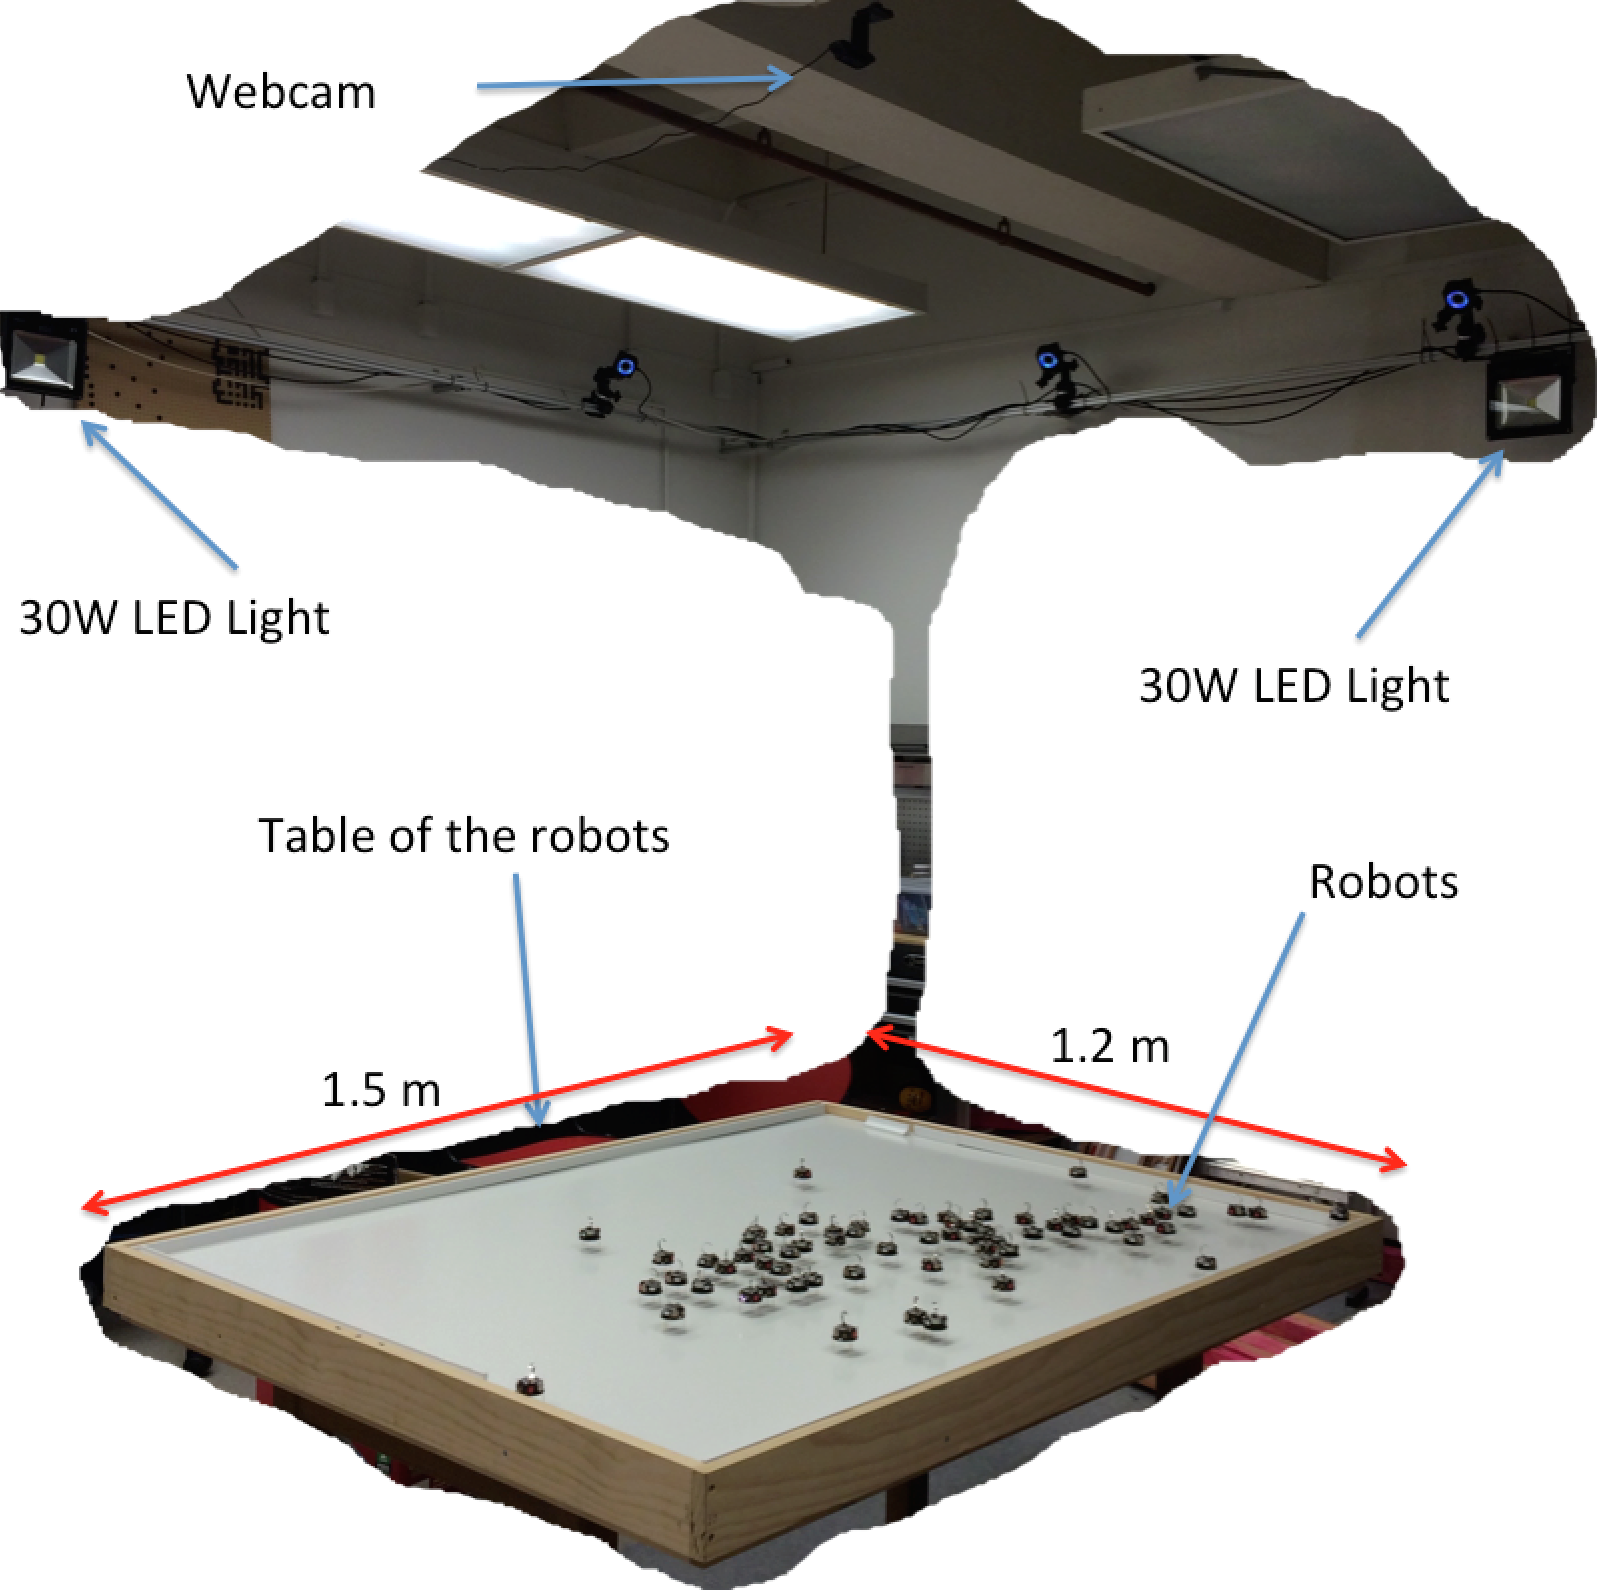 Webcam
30W LED Light
30W LED Light
Table of the robots
Robots
1.5 m
1.2 m